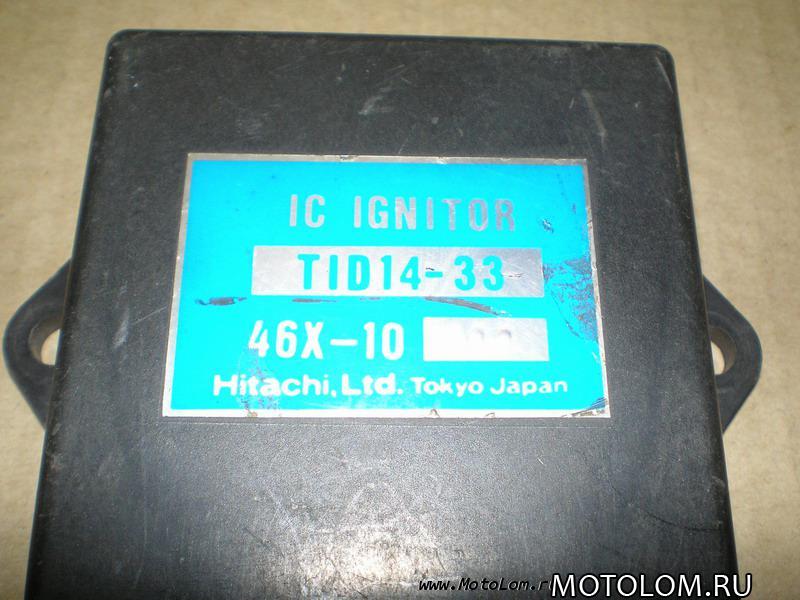 IC IGNITOR
TID14-33
46X-10
Hitachi, Ltd. Tokyo Japan
MOTOLOM.RU